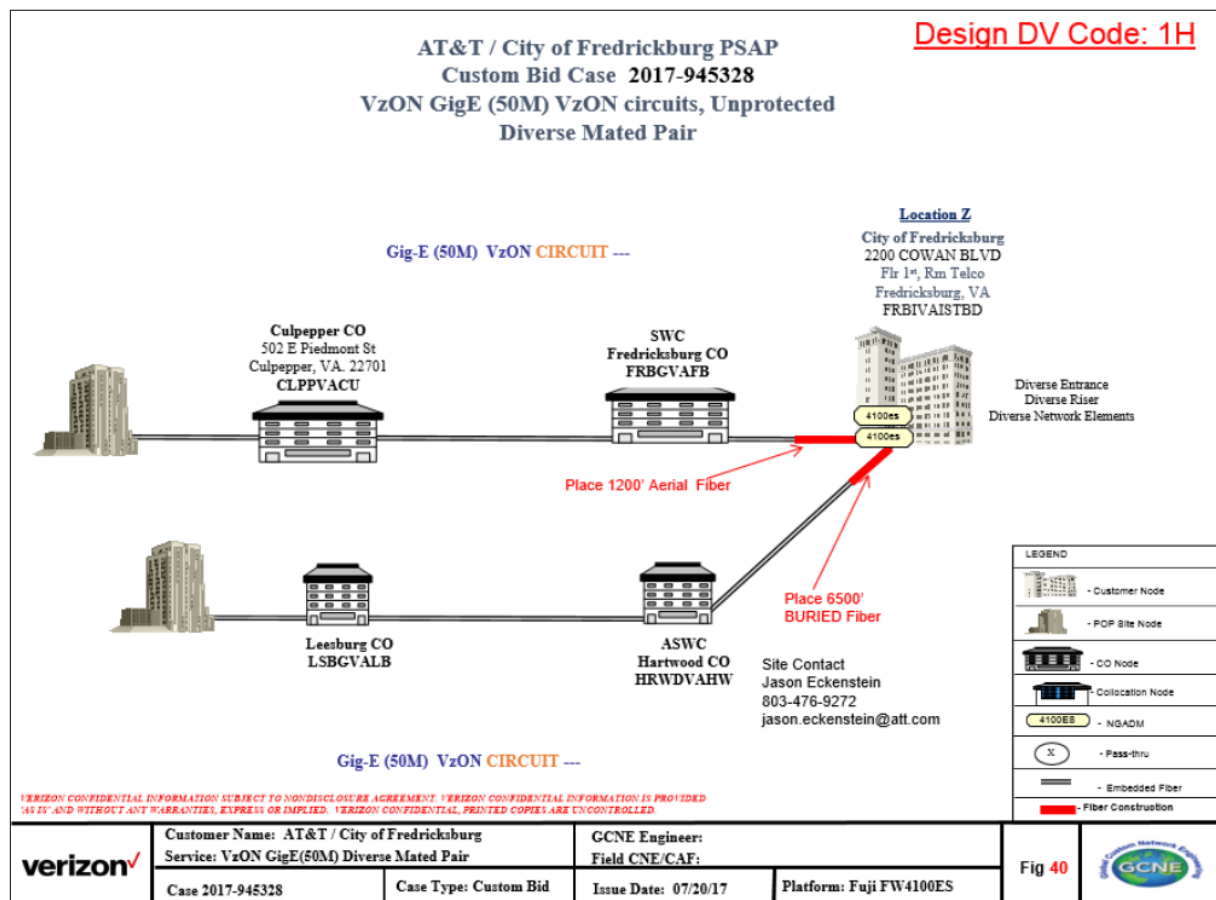 Design DV Code: 1H
AT&T / City of Fredrickburg PSAP
Custom Bid Case 2017-945328
VzON GigE (50M) VzON circuits, Unprotected
Diverse Mated Pair
Location Z
City of Fredricksburg
2200 COWAN BLVD
Flr 1st, Rm Telco
Fredricksburg, VA
FRBIVAISTBD
Gig-E (50M) VzON CIRCUIT ---
Culpepper CO
502 E Piedmont St
Culpepper, VA. 22701
CLPPVACU
SWC
Fredricksburg CO
FRBGVAFB
4100es
4100es
Diverse Entrance
Diverse Riser
Diverse Network Elements
Place 1200' Aerial Fiber
Place 6500'
BURIED Fiber
Leesburg CO
LSBGVALB
ASWC
Hartwood CO
HRWDVAHW
Site Contact
Jason Eckenstein
803-476-9272
jason.eckenstein@att.com
Gig-E (50M) VzON CIRCUIT ---
LEGEND
- Customer Node
- POP Site Node
- CO Node
- Collocation Node
4100ES - NGADM
X - Pass-thru
- Embedded Fiber
- Fiber Construction
VERIZON CONFIDENTIAL INFORMATION SUBJECT TO NONDISCLOSURE AGREEMENT. VERIZON CONFIDENTIAL INFORMATION IS PROVIDED
'AS IS' AND WITHOUT ANY WARRANTIES, EXPRESS OR IMPLIED. VERIZON CONFIDENTIAL, PRINTED COPIES ARE UNCONTROLLED.
verizon
Customer Name: AT&T / City of Fredricksburg
Service: VzON GigE(50M) Diverse Mated Pair
GCNE Engineer:
Field CNE/CAF:
Case 2017-945328
Case Type: Custom Bid
Issue Date: 07/20/17
Platform: Fuji FW4100ES
Fig 40
Global Custom Network Engineering
GCNE